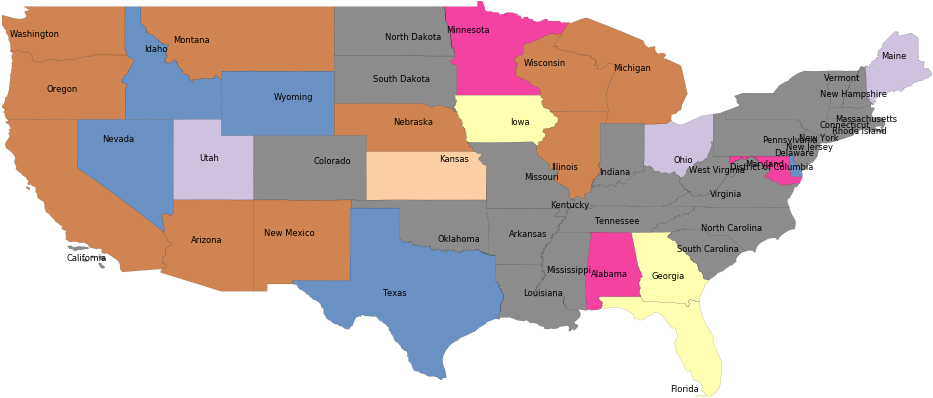 Washington
Montana
Idaho
North Dakota
Minnesota
Wisconsin
Michigan
Maine
Vermont
New Hampshire
Massachusetts
Connecticut
Rhode Island
Oregon
Wyoming
South Dakota
Nebraska
Iowa
Nevada
Utah
Colorado
Kansas
Missouri
Illinois
Indiana
Ohio
Pennsylvania
New York
New Jersey
Delaware
Maryland
District of Columbia
West Virginia
Virginia
Kentucky
Tennessee
North Carolina
South Carolina
California
Arizona
New Mexico
Oklahoma
Arkansas
Texas
Louisiana
Mississippi
Alabama
Georgia
Florida